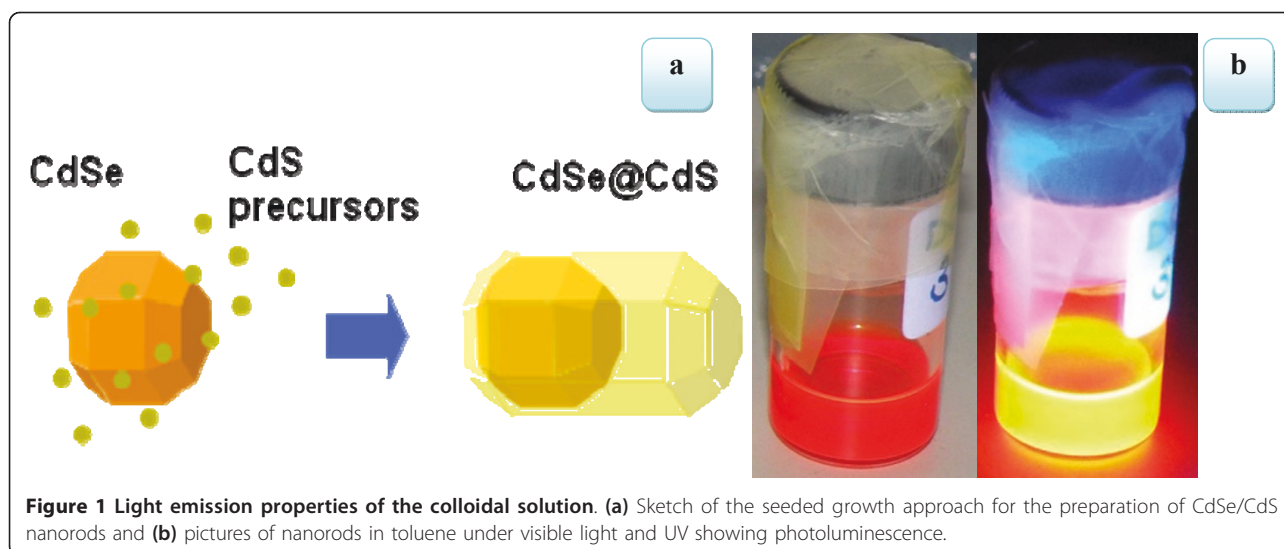 a
b
CdSe
CdS
precursors
CdSe@CdS
Figure 1 Light emission properties of the colloidal solution. (a) Sketch of the seeded growth approach for the preparation of CdSe/CdS
nanorods and (b) pictures of nanorods in toluene under visible light and UV showing photoluminescence.